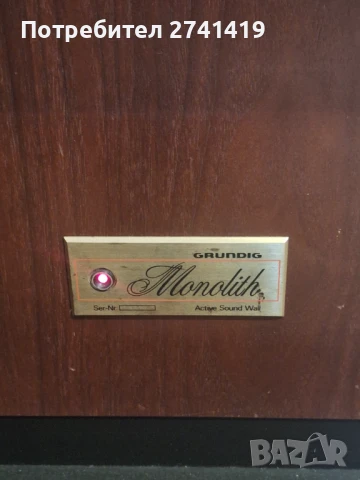 Потребител 2741419
GRUNDIG
Monolith
Ser.-Nr.
Active Sound Wall
BAZAR